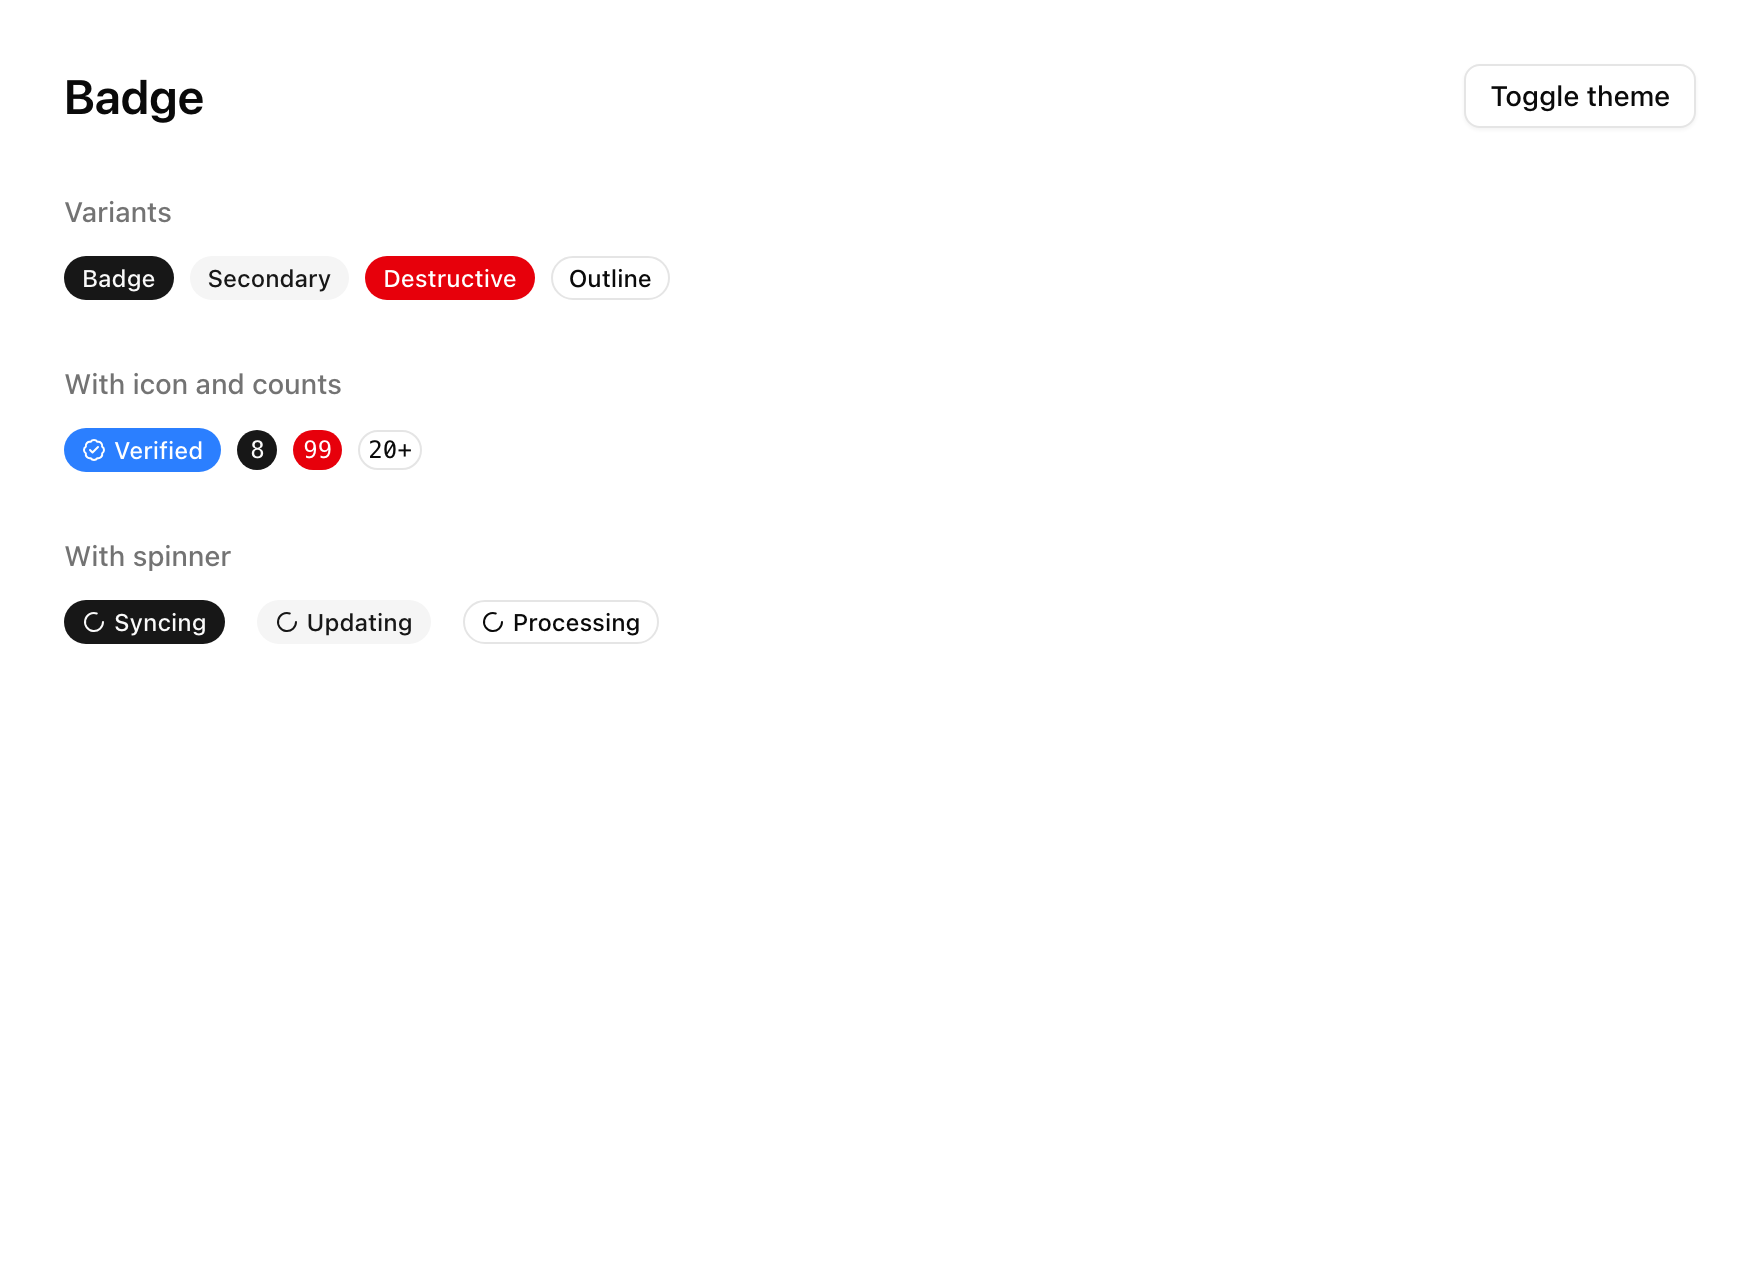 Badge
Toggle theme
Variants
Badge Secondary Destructive Outline
With icon and counts
Verified 8 99 20+
With spinner
Syncing Updating Processing